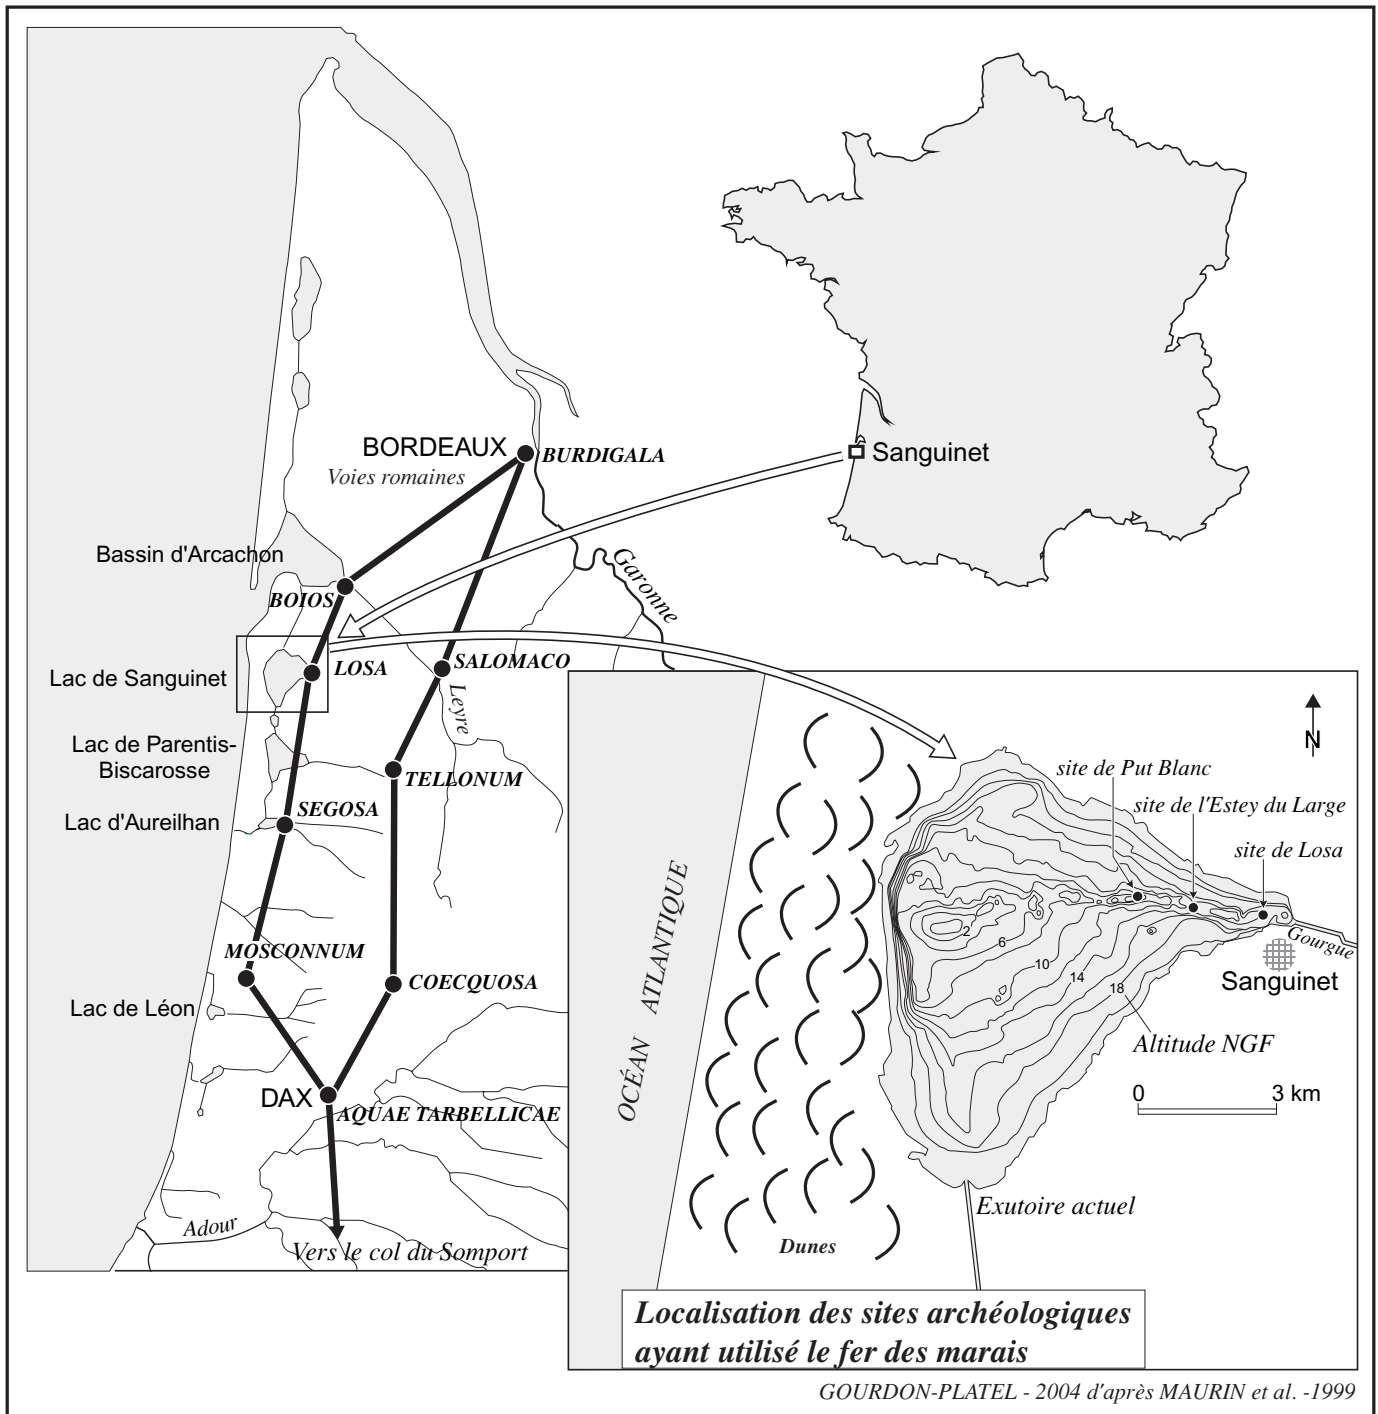 Sanguinet
BORDEAUX
BURDIGALA
Voies romaines
Bassin d'Arcachon
Garonne
BOIOS
Lac de Sanguinet
LOSA
SALOMACO
Leyre
Lac de Parentis-
Biscarosse
TELLONUM
SEGOSA
Lac d'Aureilhan
MOSCONNUM
COECQUOSA
Lac de Léon
DAX
AQUAE TARBELLICAE
Adour
Vers le col du Somport
N
site de Put Blanc
site de l'Estey du Large
site de Losa
OCÉAN ATLANTIQUE
2
6
10
14
18
Gourgue
Sanguinet
Altitude NGF
0 3 km
Exutoire actuel
Dunes
Localisation des sites archéologiques
ayant utilisé le fer des marais
GOURDON-PLATEL - 2004 d'après MAURIN et al. -1999